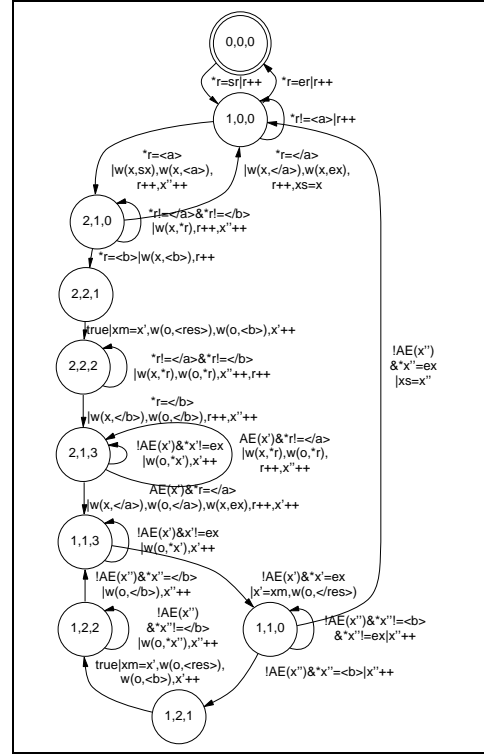 0,0,0
*r=sr|r++
*r=er|r++
1,0,0
*r!=<a>|r++
*r=<a>
|w(x,sx),w(x,<a>),
r++,x''++
*r=</a>
|w(x,</a>),w(x,ex),
r++,xs=x
2,1,0
*r!=</a>&*r!=</b>
|w(x,*r),r++,x''++
*r=<b>|w(x,<b>),r++
2,2,1
true|xm=x',w(o,<res>),w(o,<b>),x'++
!AE(x'')
&*x''=ex
|xs=x''
2,2,2
*r!=</a>&*r!=</b>
|w(x,*r),w(o,*r),x''++,r++
*r=</b>
|w(x,</b>),w(o,</b>),r++,x''++
2,1,3
!AE(x')&*x'!=ex
|w(o,*x'),x'++
AE(x')&*r!=</a>
|w(x,*r),w(o,*r),
r++,x''++
AE(x')&*r=</a>
|w(x,</a>),w(o,</a>),w(x,ex),r++,x'++
1,1,3
!AE(x')&x'!=ex
|w(o,*x'),x'++
!AE(x'')&*x''=</b>
|w(o,</b>),x''++
!AE(x')&*x'=ex
|x'=xm,w(o,</res>)
1,2,2
!AE(x'')
&*x''!=</b>
|w(o,*x''),x''++
1,1,0
!AE(x'')&*x''!=<b>
&*x''!=ex|x''++
true|xm=x',w(o,<res>),
w(o,<b>),x'++
!AE(x'')&*x''=<b>|x''++
1,2,1